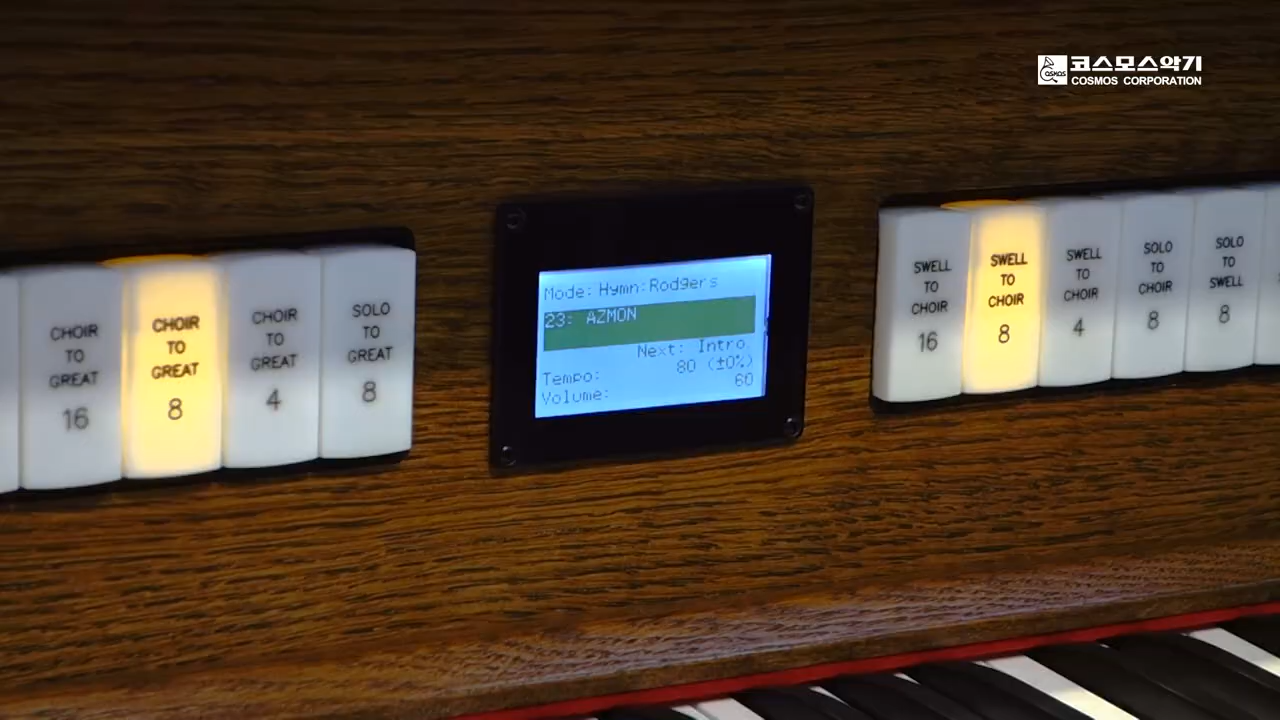 코스모스악기
COSMOS
COSMOS CORPORATION
CHOIR
TO
GREAT
16
CHOIR
TO
GREAT
8
CHOIR
TO
GREAT
4
SOLO
TO
GREAT
8
Mode: Hymn:Rodgers
23: AZMON
Next: Intro
Tempo: 80 (±0%)
Volume: 60
SWELL
TO
CHOIR
16
SWELL
TO
CHOIR
8
SWELL
TO
CHOIR
4
SOLO
TO
CHOIR
8
SOLO
TO
SWELL
8